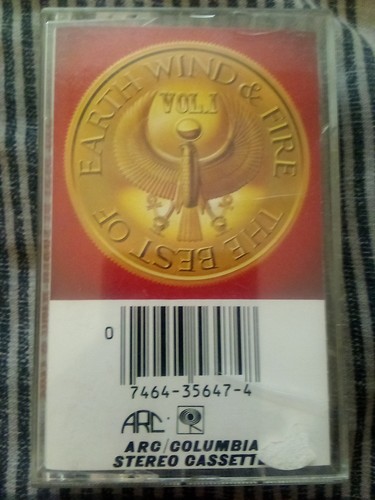 EARTH WIND & FIRE
VOL.I
THE BEST OF
0
7464-35647-4
ARC
ARC/COLUMBIA
STEREO CASSETTE